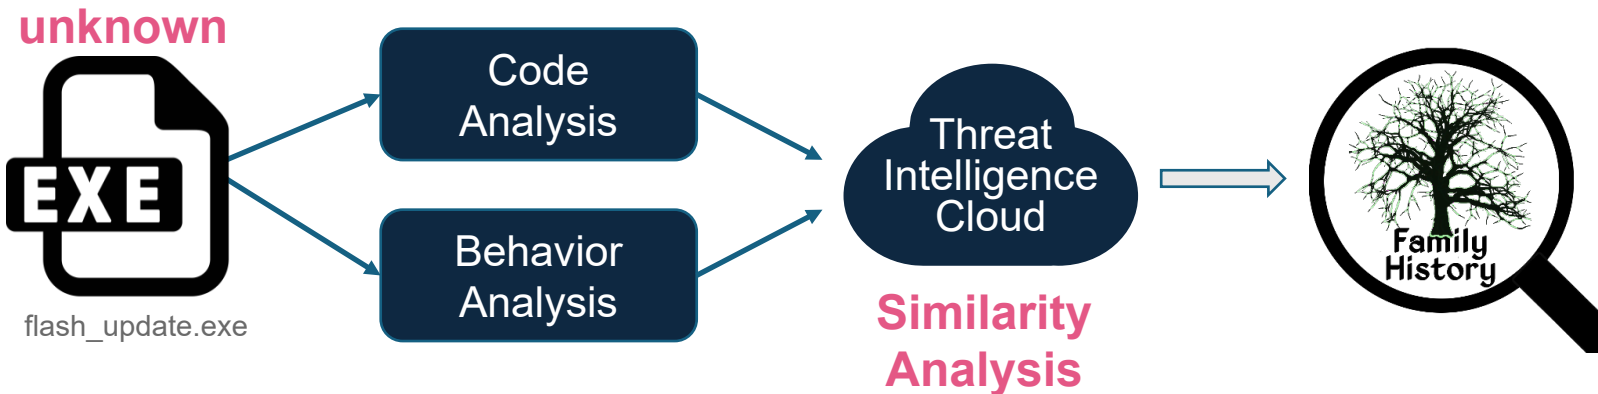 unknown
EXE
flash_update.exe
Code
Analysis
Behavior
Analysis
Threat
Intelligence
Cloud
Similarity
Analysis
Family
History